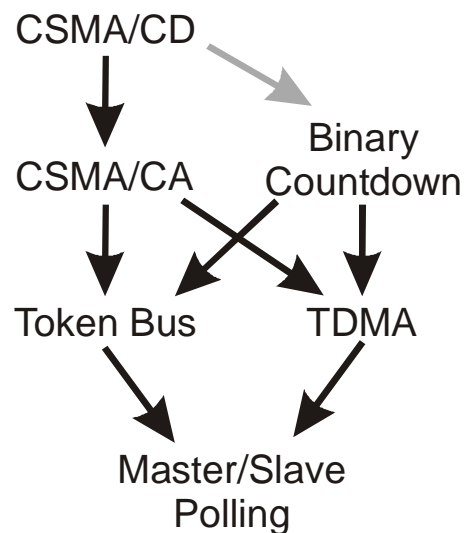 CSMA/CD
Binary
Countdown
CSMA/CA
Token Bus
TDMA
Master/Slave
Polling